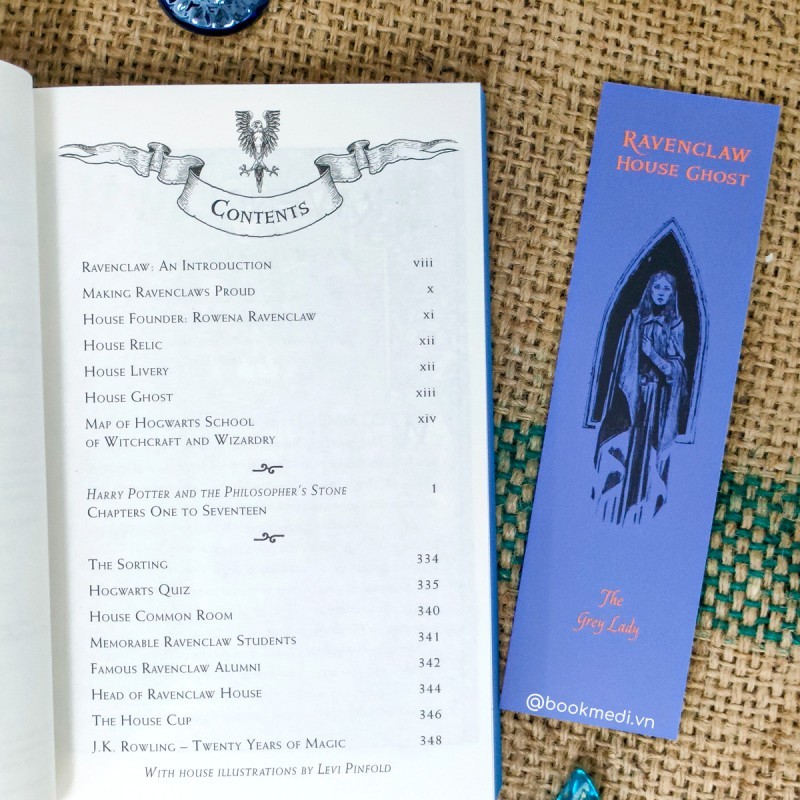 Contents
Ravenclaw: An Introduction viii
Making Ravenclaws Proud x
House Founder: Rowena Ravenclaw xi
House Relic xii
House Livery xii
House Ghost xiii
Map of Hogwarts School xiv
of Witchcraft and Wizardry
Harry Potter and the Philosopher's Stone 1
Chapters One to Seventeen
The Sorting 334
Hogwarts Quiz 335
House Common Room 340
Memorable Ravenclaw Students 341
Famous Ravenclaw Alumni 342
Head of Ravenclaw House 344
The House Cup 346
J.K. Rowling – Twenty Years of Magic 348
With house illustrations by Levi Pinfold
Ravenclaw
House Ghost
The
Grey Lady
@bookmedi.vn